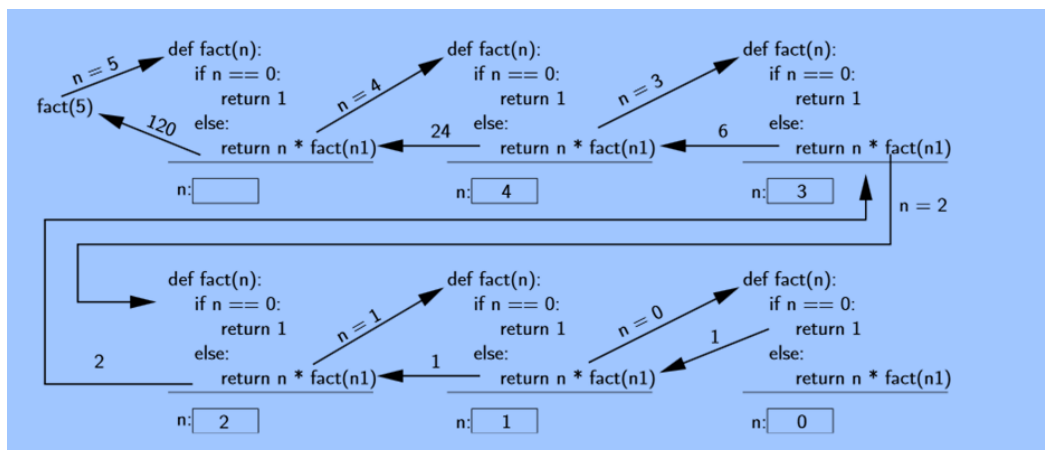 n = 5
fact(5)
120
def fact(n):
if n == 0:
return 1
else:
return n * fact(n1)
n:
n = 4
24
def fact(n):
if n == 0:
return 1
else:
return n * fact(n1)
n: 4
n = 3
6
def fact(n):
if n == 0:
return 1
else:
return n * fact(n1)
n: 3
n = 2
2
def fact(n):
if n == 0:
return 1
else:
return n * fact(n1)
n: 2
n = 1
1
def fact(n):
if n == 0:
return 1
else:
return n * fact(n1)
n: 1
n = 0
1
def fact(n):
if n == 0:
return 1
else:
return n * fact(n1)
n: 0